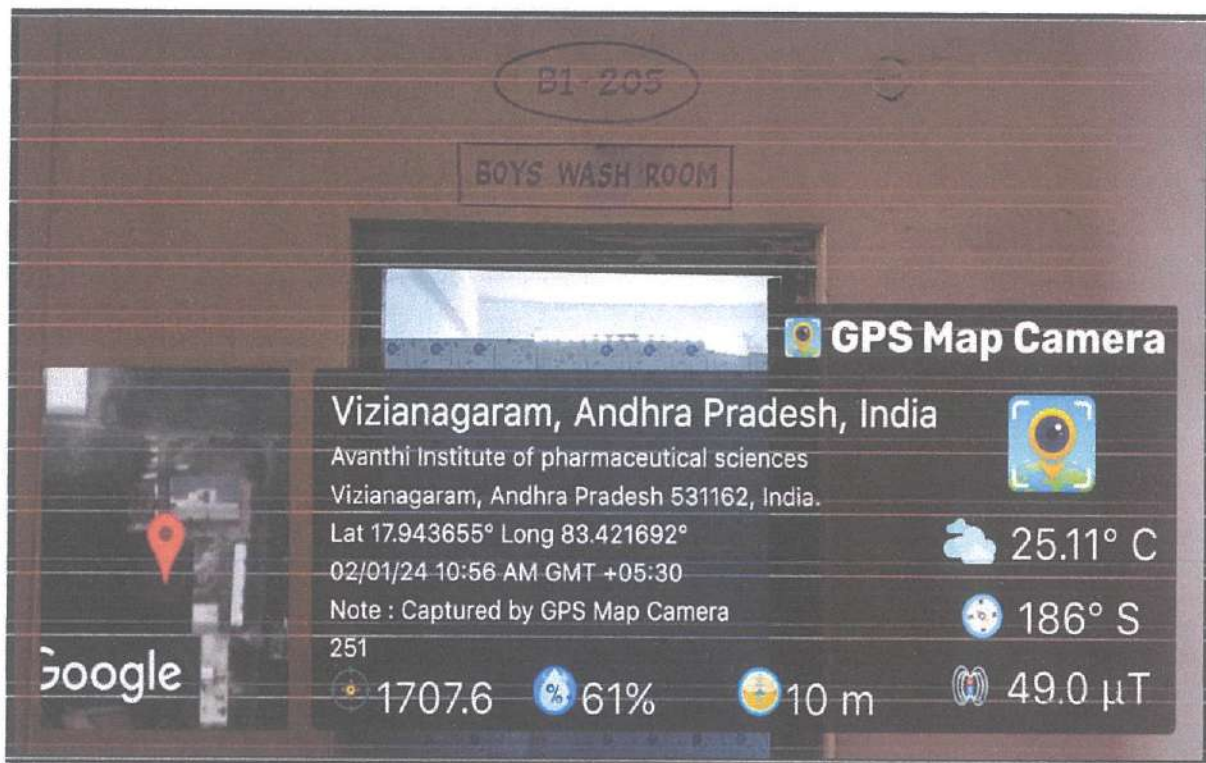 B1-205
BOYS WASH ROOM
GPS Map Camera
Vizianagaram, Andhra Pradesh, India
Avanthi Institute of pharmaceutical sciences
Vizianagaram, Andhra Pradesh 531162, India.
Lat 17.943655° Long 83.421692°
02/01/24 10:56 AM GMT +05:30
Note : Captured by GPS Map Camera
251
25.11° C
186° S
Google
1707.6
61%
10 m
49.0 µT